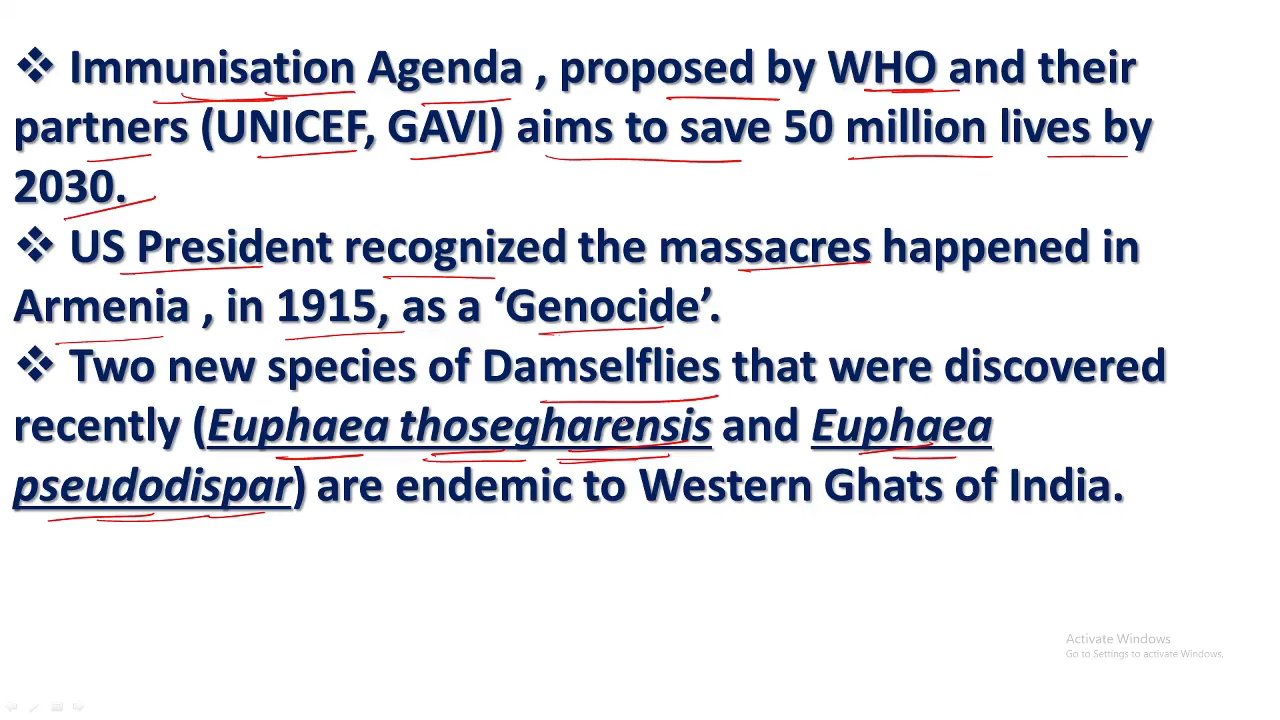 ❖ Immunisation Agenda , proposed by WHO and their
partners (UNICEF, GAVI) aims to save 50 million lives by
2030.
❖ US President recognized the massacres happened in
Armenia , in 1915, as a ‘Genocide’.
❖ Two new species of Damselflies that were discovered
recently (Euphaea thosegharensis and Euphaea
pseudodispar) are endemic to Western Ghats of India.
Activate Windows
Go to Settings to activate Windows.